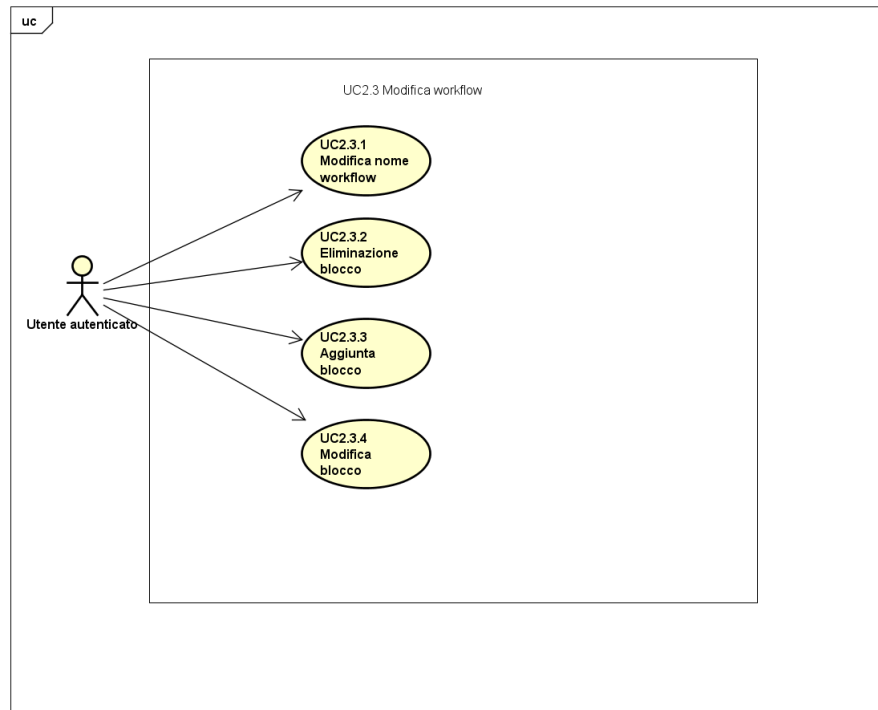 uc
UC2.3 Modifica workflow
UC2.3.1
Modifica nome
workflow
UC2.3.2
Eliminazione
blocco
Utente autenticato
UC2.3.3
Aggiunta
blocco
UC2.3.4
Modifica
blocco